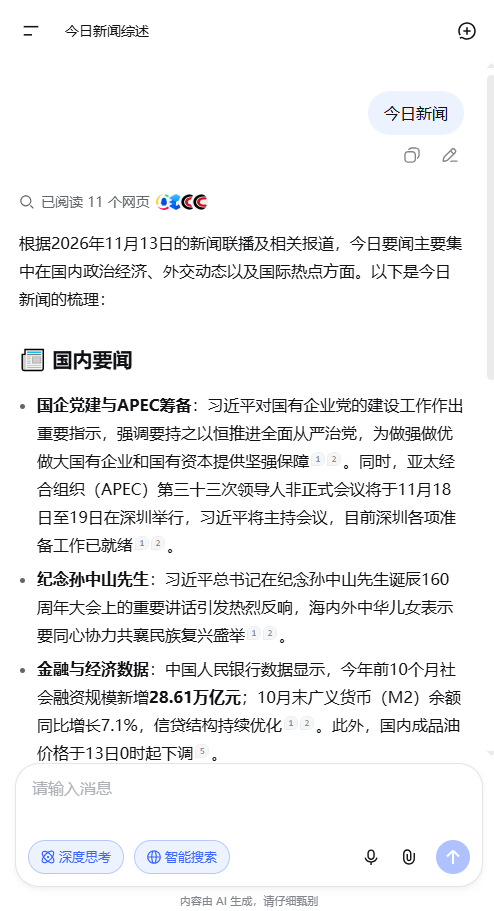 今日新闻综述
今日新闻
已阅读 11 个网页
根据2026年11月13日的新闻联播及相关报道，今日要闻主要集
中在国内政治经济、外交动态以及国际热点方面。以下是今日
新闻的梳理：
国内要闻
国企党建与APEC筹备：习近平对国有企业党的建设工作作出
重要指示，强调要持之以恒推进全面从严治党，为做强做优
做大国有企业和国有资本提供坚强保障 1 2 。同时，亚太经
合组织（APEC）第三十三次领导人非正式会议将于11月18
日至19日在深圳举行，习近平将主持会议，目前深圳各项准
备工作已就绪 1 2 。
纪念孙中山先生：习近平总书记在纪念孙中山先生诞辰160
周年大会上的重要讲话引发热烈反响，海内外中华儿女表示
要同心协力共襄民族复兴盛举 1 2 。
金融与经济数据：中国人民银行数据显示，今年前10个月社
会融资规模新增28.61万亿元；10月末广义货币（M2）余额
同比增长7.1%，信贷结构持续优化 1 2 。此外，国内成品油
价格于13日0时起下调 5 。
请输入消息
深度思考
智能搜索
内容由 AI 生成，请仔细甄别